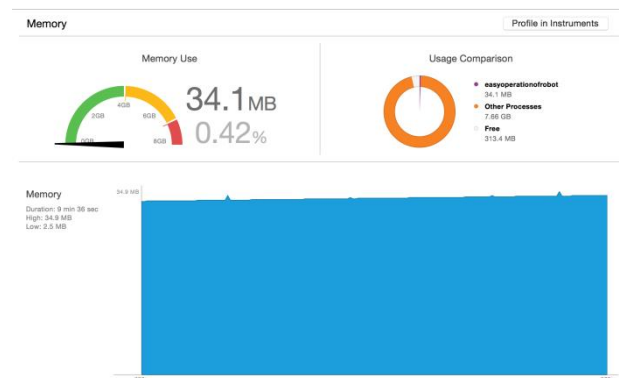 Memory
Profile in Instruments
Memory Use
0GB
2GB
4GB
6GB
8GB
34.1MB
0.42%
Usage Comparison
easyoperationofrobot
34.1 MB
Other Processes
7.66 GB
Free
313.4 MB
Memory
Duration: 9 min 36 sec
High: 34.9 MB
Low: 2.5 MB
34.9 MB